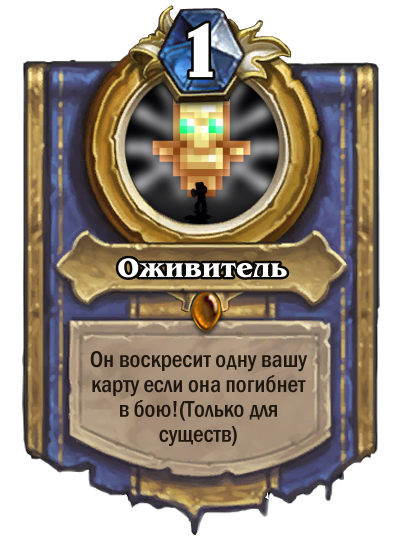 1
Оживитель
Он воскресит одну вашу
карту если она погибнет
в бою!(Только для
существ)